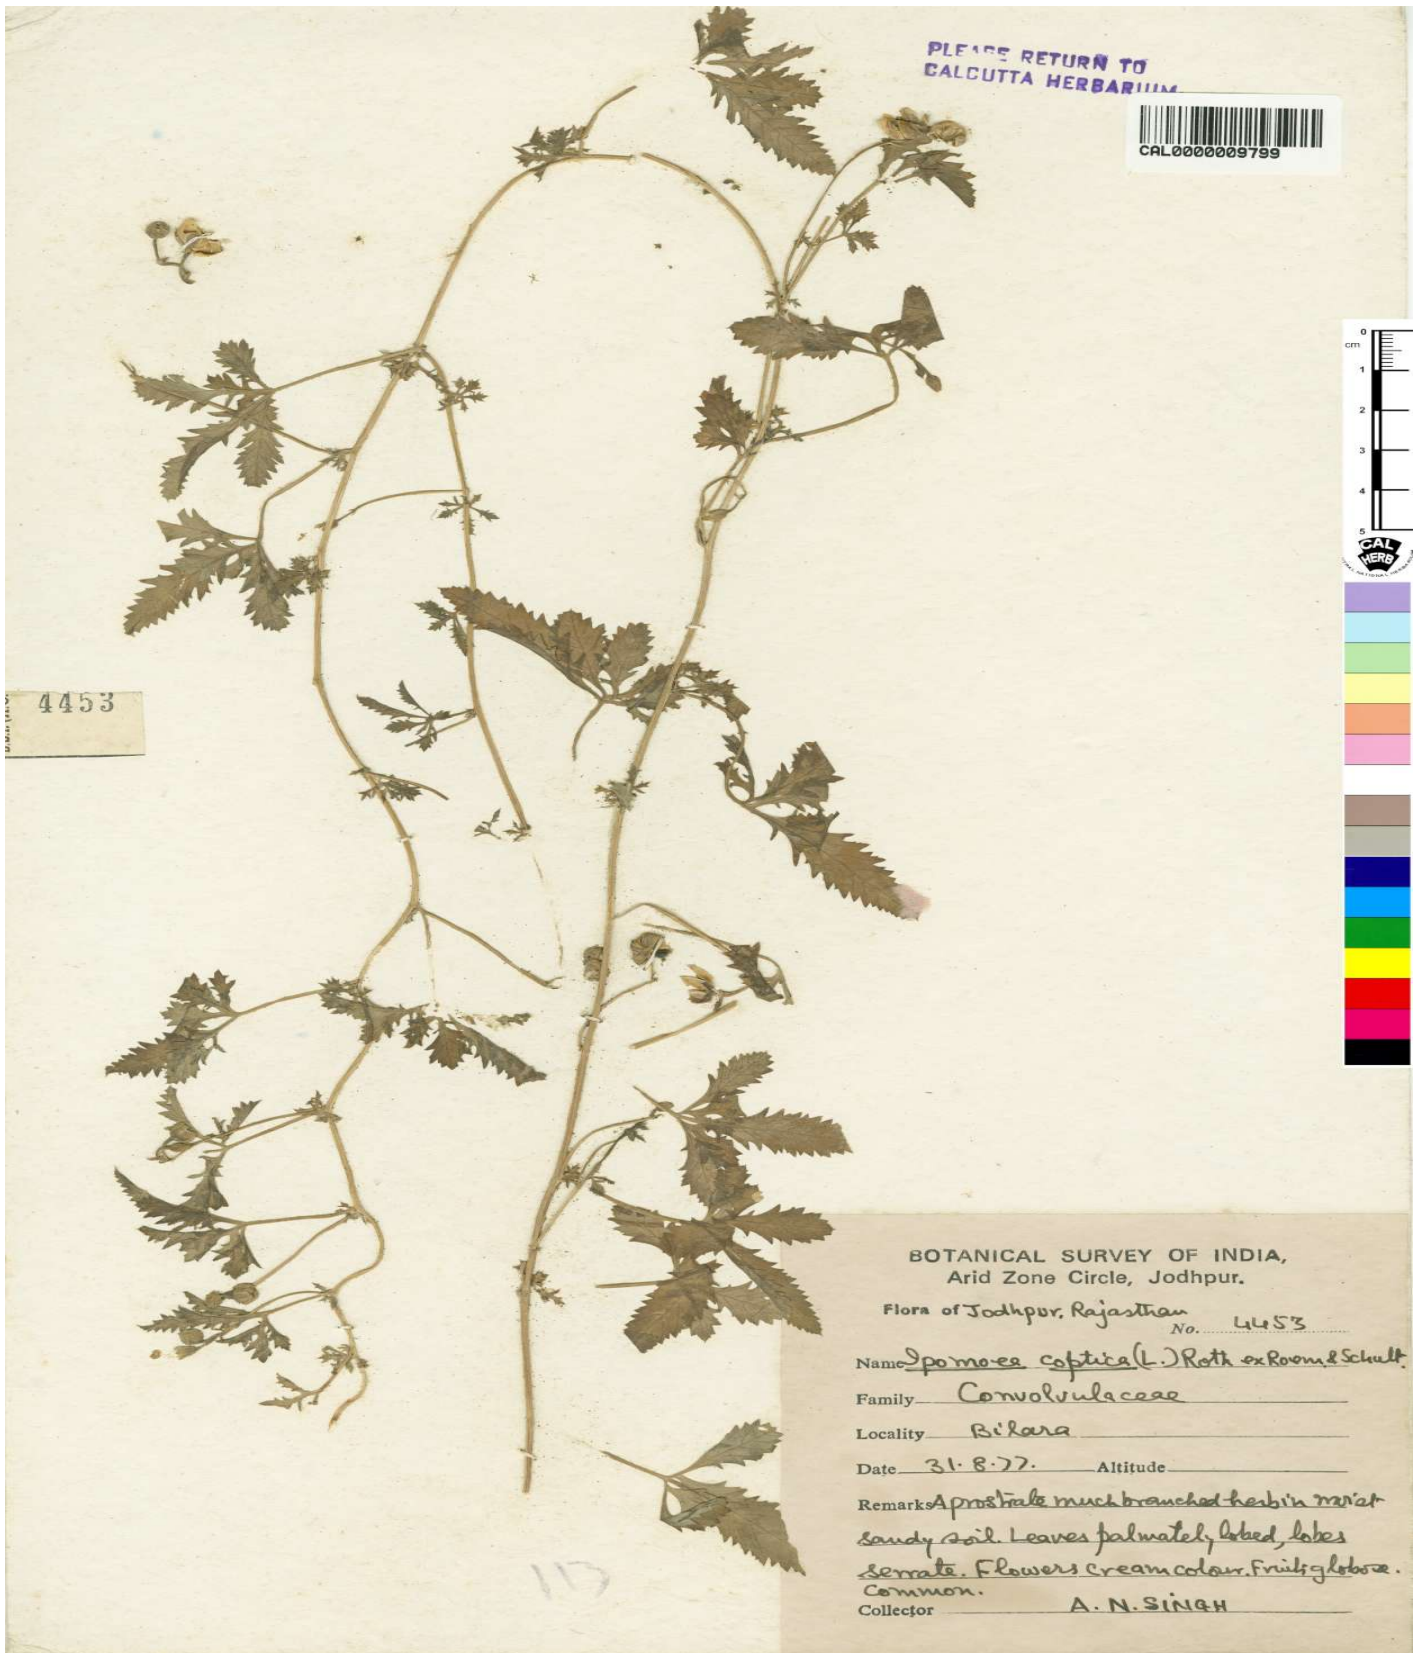 PLEASE RETURN TO
CALCUTTA HERBARIUM
CAL0000009799
0
cm
1
2
3
4
5
CAL
HERB
4453
113
BOTANICAL SURVEY OF INDIA,
Arid Zone Circle, Jodhpur.
Flora of Jodhpur, Rajasthan
No. 4453
Name Ipomoea coptica (L.) Roth ex Roem. & Schult.
Family Convolvulaceae
Locality Bilara
Date 31.8.77. Altitude
Remarks A prostrate much branched herb in moist
sandy soil. Leaves palmately lobed, lobes
serrate. Flowers cream colour. Fruits globose.
Common.
Collector A. N. SINGH